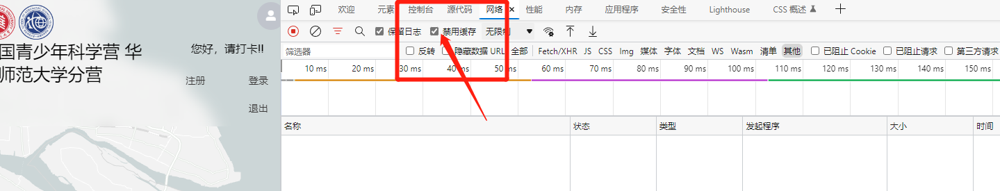 国青少年科学营 华
师范大学分营
您好，请打卡!!
注册
登录
退出
欢迎 元素 控制台 源代码 网络 × 性能 内存 应用程序 安全性 Lighthouse CSS 概述 +
保留日志 禁用缓存 无限制
筛选器 反转 隐藏数据 URL 全部 Fetch/XHR JS CSS Img 媒体 字体 文档 WS Wasm 清单 其他 已阻止 Cookie 已阻止请求 第三方请求
10 ms 20 ms 30 ms 40 ms 50 ms 60 ms 70 ms 80 ms 90 ms 100 ms 110 ms 120 ms 130 ms 140 ms 150 ms
名称 状态 类型 发起程序 大小 时间